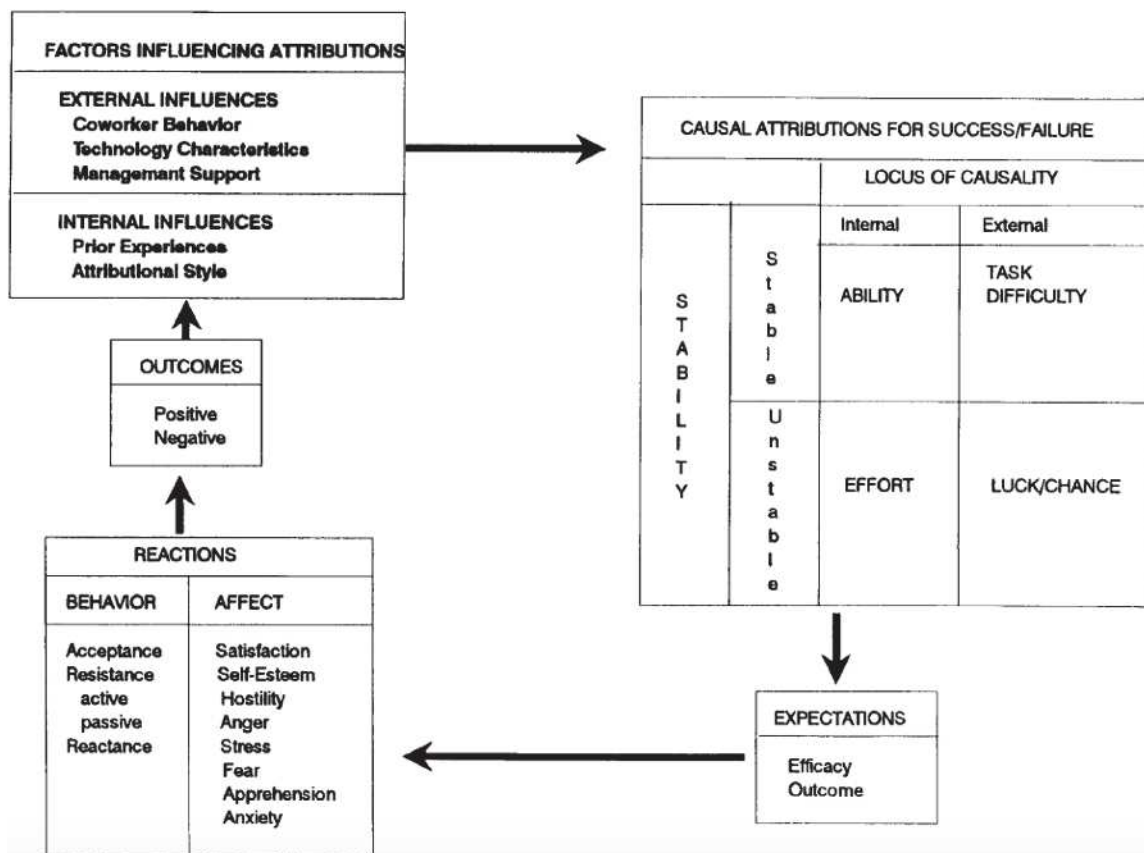 FACTORS INFLUENCING ATTRIBUTIONS
EXTERNAL INFLUENCES
Coworker Behavior
Technology Characteristics
Managemant Support
INTERNAL INFLUENCES
Prior Experiences
Attributional Style
CAUSAL ATTRIBUTIONS FOR SUCCESS/FAILURE
LOCUS OF CAUSALITY
Internal
External
STABILITY
Stable
ABILITY
TASK
DIFFICULTY
Unstable
EFFORT
LUCK/CHANCE
EXPECTATIONS
Efficacy
Outcome
REACTIONS
BEHAVIOR
Acceptance
Resistance
active
passive
Reactance
AFFECT
Satisfaction
Self-Esteem
Hostility
Anger
Stress
Fear
Apprehension
Anxiety
OUTCOMES
Positive
Negative